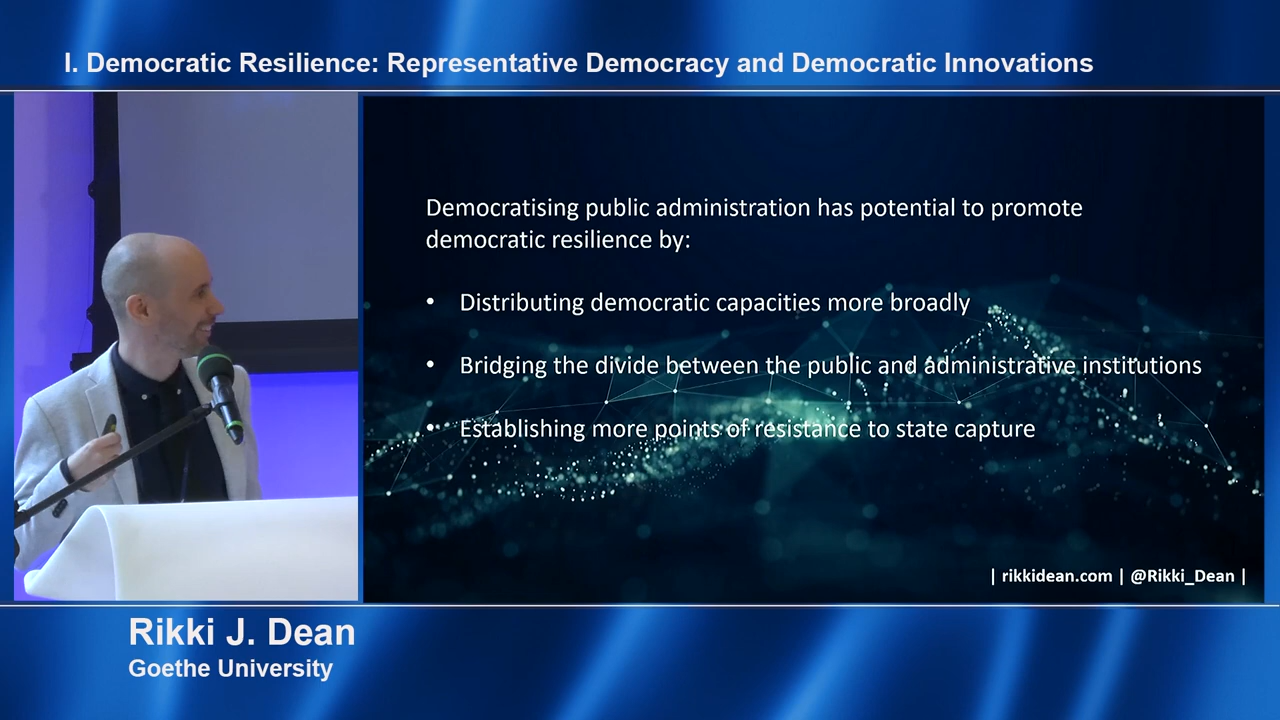 I. Democratic Resilience: Representative Democracy and Democratic Innovations
Democratising public administration has potential to promote
democratic resilience by:
• Distributing democratic capacities more broadly
• Bridging the divide between the public and administrative institutions
• Establishing more points of resistance to state capture
| rikkidean.com | @Rikki_Dean |
Rikki J. Dean
Goethe University